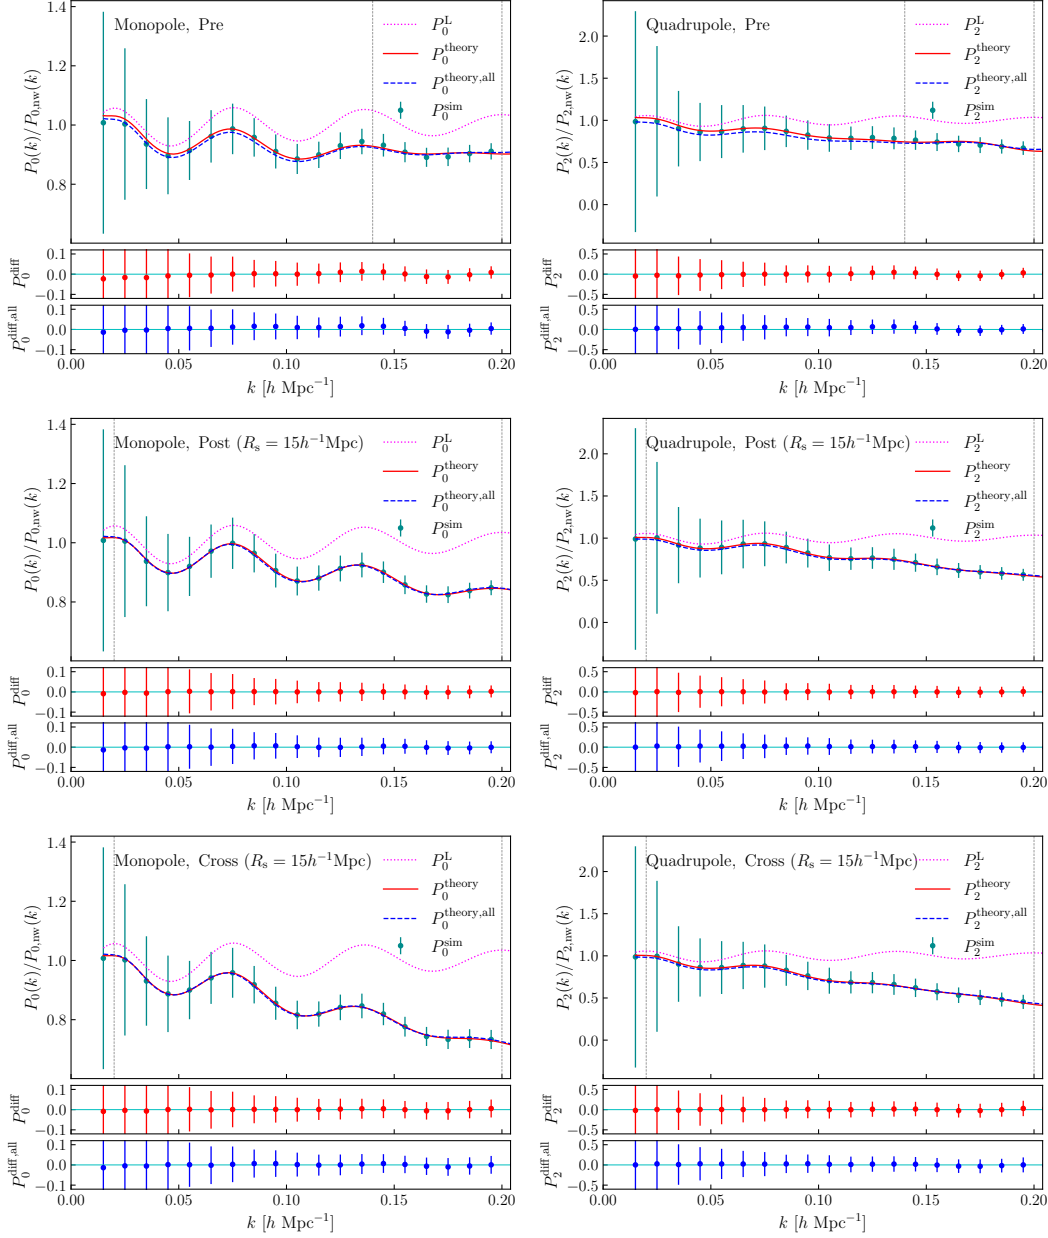 Monopole, Pre
P_0^L
P_0^theory
P_0^theory,all
P_0^sim
P_0(k)/P_0,nw(k)
1.4
1.2
1.0
0.8
P_0^diff
0.1
0.0
−0.1
P_0^diff,all
0.1
0.0
−0.1
0.00
0.05
0.10
0.15
0.20
k [h Mpc⁻¹]
Quadrupole, Pre
P_2^L
P_2^theory
P_2^theory,all
P_2^sim
P_2(k)/P_2,nw(k)
2.0
1.5
1.0
0.5
0.0
P_2^diff
0.5
0.0
−0.5
P_2^diff,all
0.5
0.0
−0.5
0.00
0.05
0.10
0.15
0.20
k [h Mpc⁻¹]
Monopole, Post (R_s = 15h⁻¹Mpc)
P_0^L
P_0^theory
P_0^theory,all
P_0^sim
P_0(k)/P_0,nw(k)
1.4
1.2
1.0
0.8
P_0^diff
0.1
0.0
−0.1
P_0^diff,all
0.1
0.0
−0.1
0.00
0.05
0.10
0.15
0.20
k [h Mpc⁻¹]
Quadrupole, Post (R_s = 15h⁻¹Mpc)
P_2^L
P_2^theory
P_2^theory,all
P_2^sim
P_2(k)/P_2,nw(k)
2.0
1.5
1.0
0.5
0.0
P_2^diff
0.5
0.0
−0.5
P_2^diff,all
0.5
0.0
−0.5
0.00
0.05
0.10
0.15
0.20
k [h Mpc⁻¹]
Monopole, Cross (R_s = 15h⁻¹Mpc)
P_0^L
P_0^theory
P_0^theory,all
P_0^sim
P_0(k)/P_0,nw(k)
1.4
1.2
1.0
0.8
P_0^diff
0.1
0.0
−0.1
P_0^diff,all
0.1
0.0
−0.1
0.00
0.05
0.10
0.15
0.20
k [h Mpc⁻¹]
Quadrupole, Cross (R_s = 15h⁻¹Mpc)
P_2^L
P_2^theory
P_2^theory,all
P_2^sim
P_2(k)/P_2,nw(k)
2.0
1.5
1.0
0.5
0.0
P_2^diff
0.5
0.0
−0.5
P_2^diff,all
0.5
0.0
−0.5
0.00
0.05
0.10
0.15
0.20
k [h Mpc⁻¹]